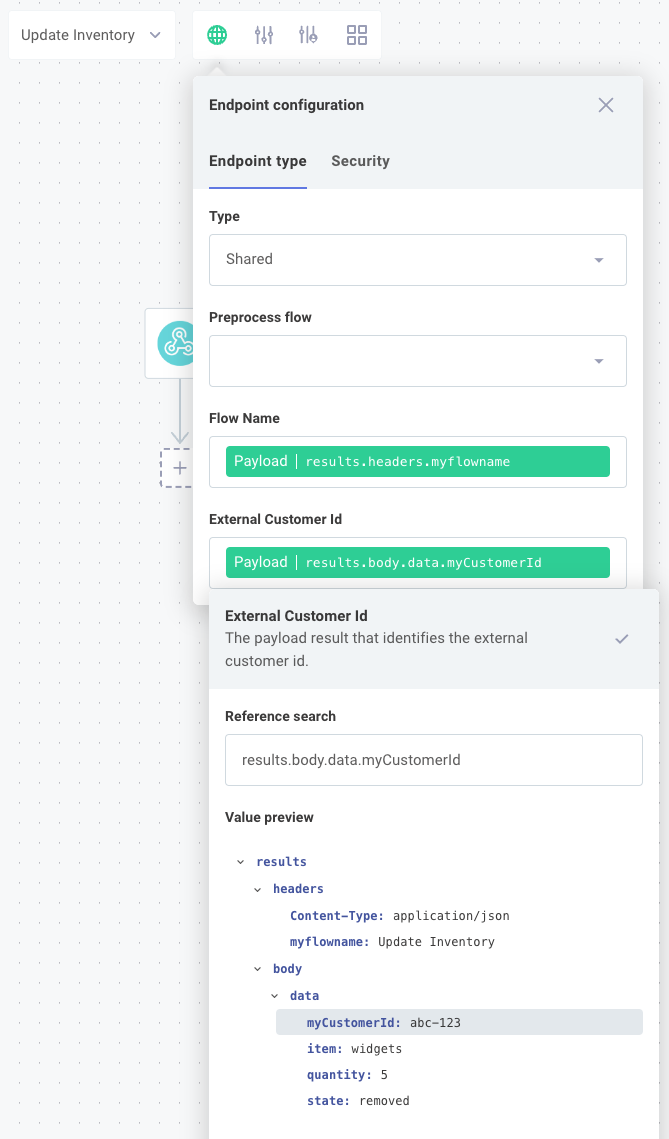 Update Inventory
Endpoint configuration
Endpoint type Security
Type
Shared
Preprocess flow
Flow Name
Payload | results.headers.myflowname
External Customer Id
Payload | results.body.data.myCustomerId
External Customer Id
The payload result that identifies the external
customer id.
Reference search
results.body.data.myCustomerId
Value preview
results
headers
Content-Type: application/json
myflowname: Update Inventory
body
data
myCustomerId: abc-123
item: widgets
quantity: 5
state: removed